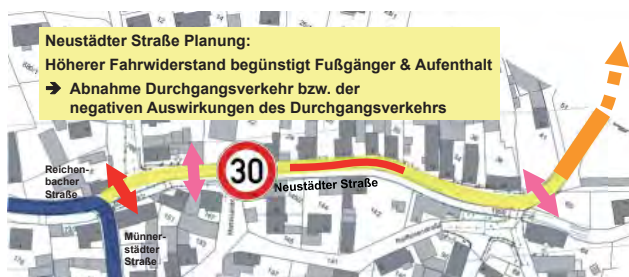 Neustädter Straße Planung:
Höherer Fahrwiderstand begünstigt Fußgänger & Aufenthalt
➔ Abnahme Durchgangsverkehr bzw. der
negativen Auswirkungen des Durchgangsverkehrs
Reichen-
bacher
Straße
30
Neustädter Straße
Münner-
städter
Straße